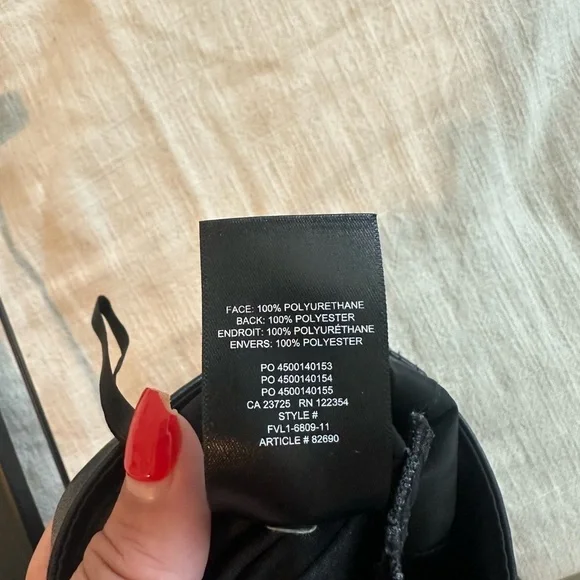 FACE: 100% POLYURETHANE
BACK: 100% POLYESTER
ENDROIT: 100% POLYURÉTHANE
ENVERS: 100% POLYESTER
PO 4500140153
PO 4500140154
PO 4500140155
CA 23725 RN 122354
STYLE #
FVL1-6809-11
ARTICLE # 82690